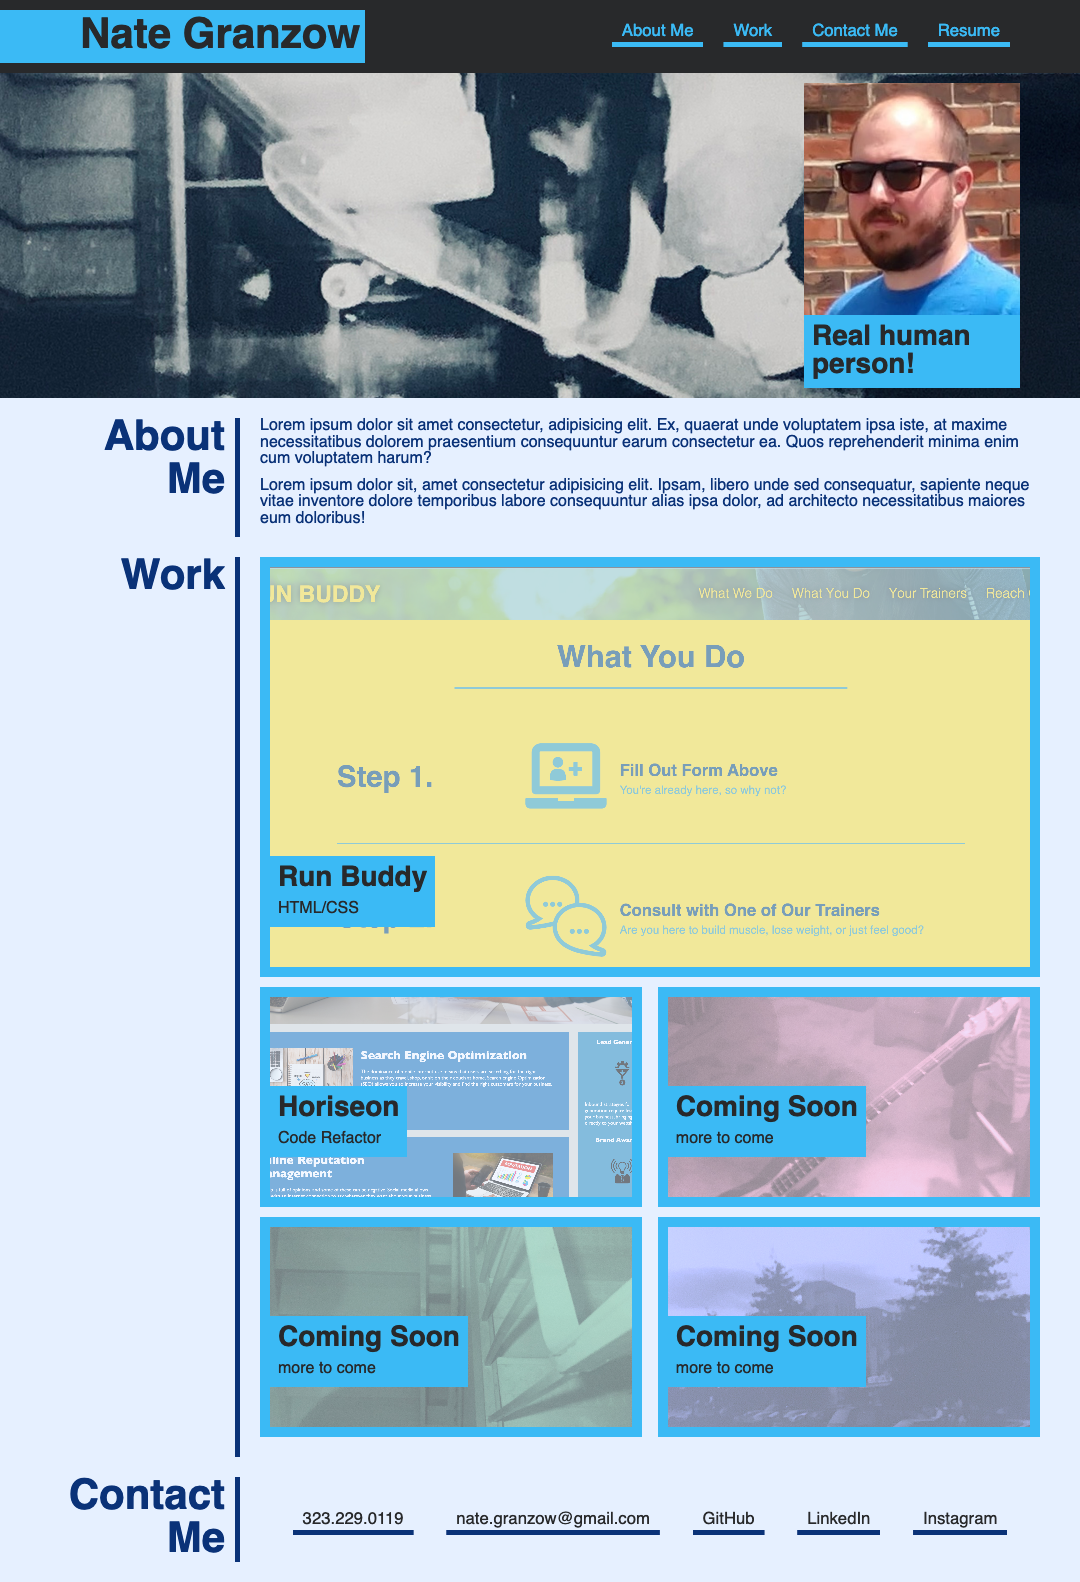 Nate Granzow
About Me Work Contact Me Resume
Real human
person!
About
Me
Lorem ipsum dolor sit amet consectetur, adipisicing elit. Ex, quaerat unde voluptatem ipsa iste, at maxime
necessitatibus dolorem praesentium consequuntur earum consectetur ea. Quos reprehenderit minima enim
cum voluptatem harum?
Lorem ipsum dolor sit, amet consectetur adipisicing elit. Ipsam, libero unde sed consequatur, sapiente neque
vitae inventore dolore temporibus labore consequuntur alias ipsa dolor, ad architecto necessitatibus maiores
eum doloribus!
Work
UN BUDDY
What We Do What You Do Your Trainers Reach
What You Do
Step 1.
Fill Out Form Above
You're already here, so why not?
Run Buddy
HTML/CSS
Consult with One of Our Trainers
Are you here to build muscle, lose weight, or just feel good?
Search Engine Optimization
Lead Gener
Horiseon
Code Refactor
Brand Awar
line Reputation
anagement
Coming Soon
more to come
Coming Soon
more to come
Coming Soon
more to come
Contact
Me
323.229.0119 nate.granzow@gmail.com GitHub LinkedIn Instagram